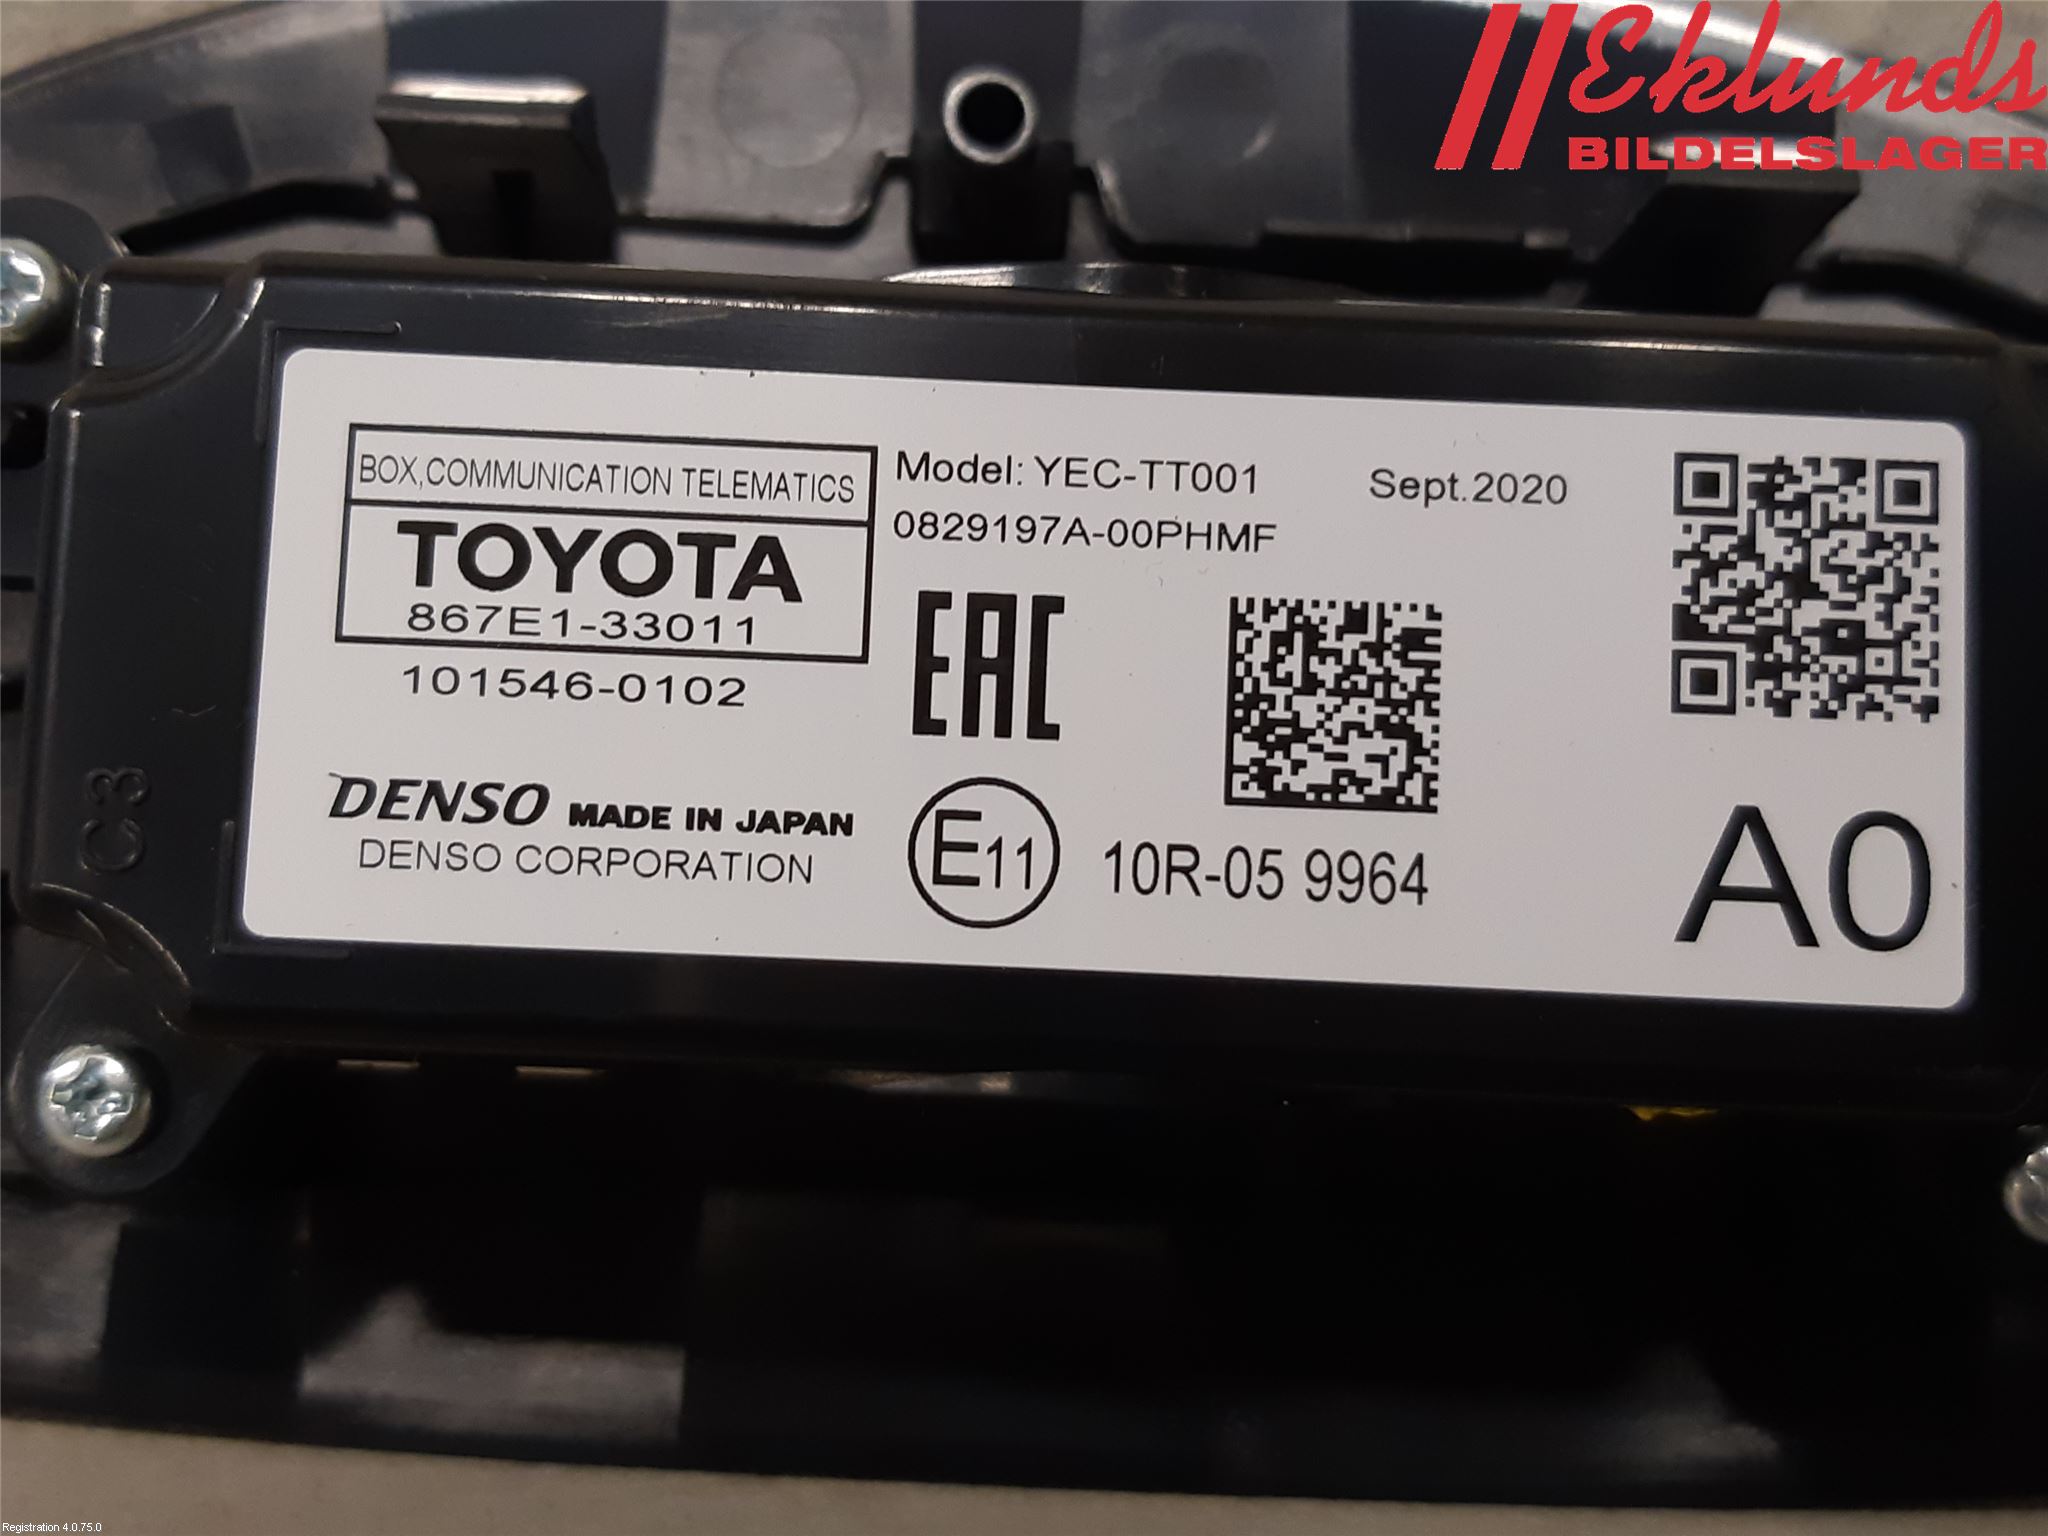 Eklunds
BILDELSLAGER
BOX,COMMUNICATION TELEMATICS
TOYOTA
867E1-33011
101546-0102
Model: YEC-TT001
Sept.2020
0829197A-00PHMF
EAC
DENSO MADE IN JAPAN
DENSO CORPORATION
E11
10R-05 9964
A0
C3
Registration 4.0.75.0